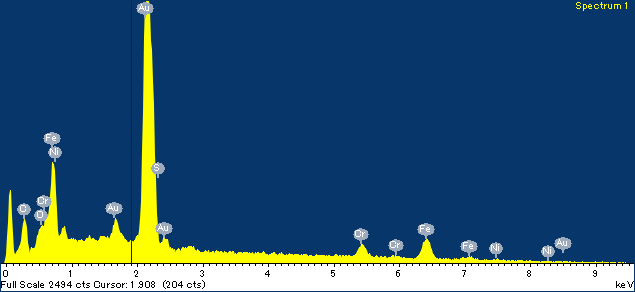 Spectrum 1
Au
Fe
Ni
S
Cr
C
O
Au
Au
Cr
Cr
Fe
Fe
Ni
Ni
Au
0 1 2 3 4 5 6 7 8 9
Full Scale 2494 cts Cursor: 1.908 (204 cts) keV